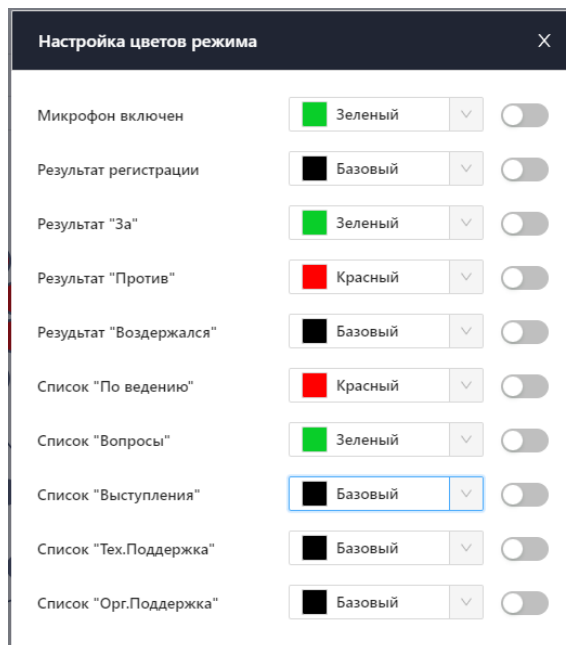 Настройка цветов режима X
Микрофон включен Зеленый
Результат регистрации Базовый
Результат "За" Зеленый
Результат "Против" Красный
Резудьтат "Воздержался" Базовый
Список "По ведению" Красный
Список "Вопросы" Зеленый
Список "Выступления" Базовый
Список "Тех.Поддержка" Базовый
Список "Орг.Поддержка" Базовый